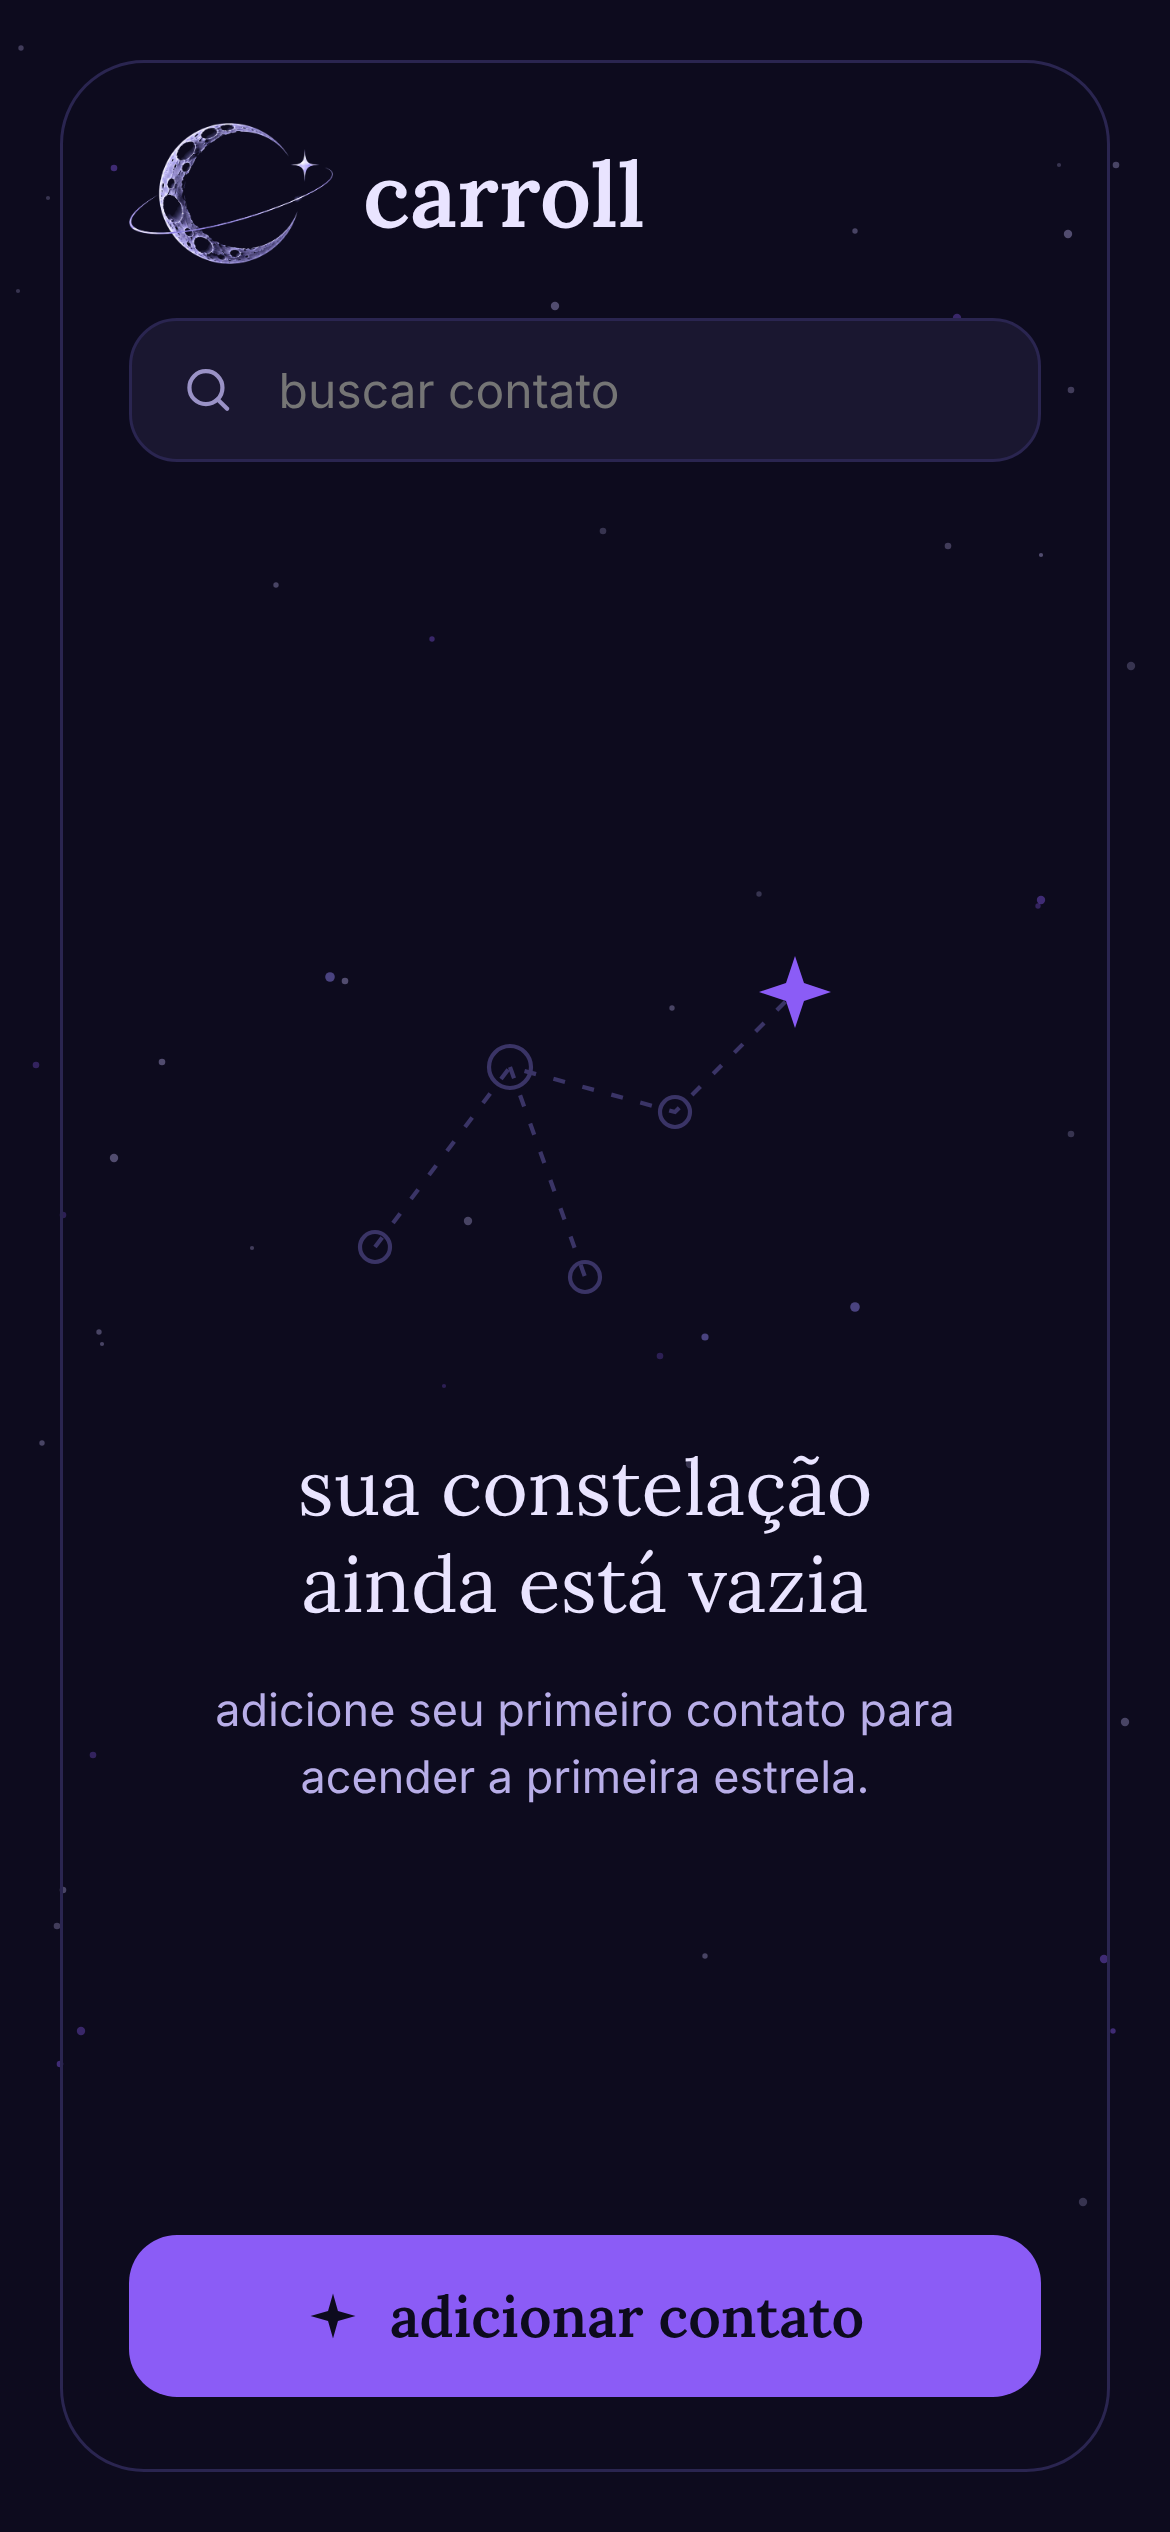 carroll
buscar contato
sua constelação
ainda está vazia
adicione seu primeiro contato para
acender a primeira estrela.
adicionar contato